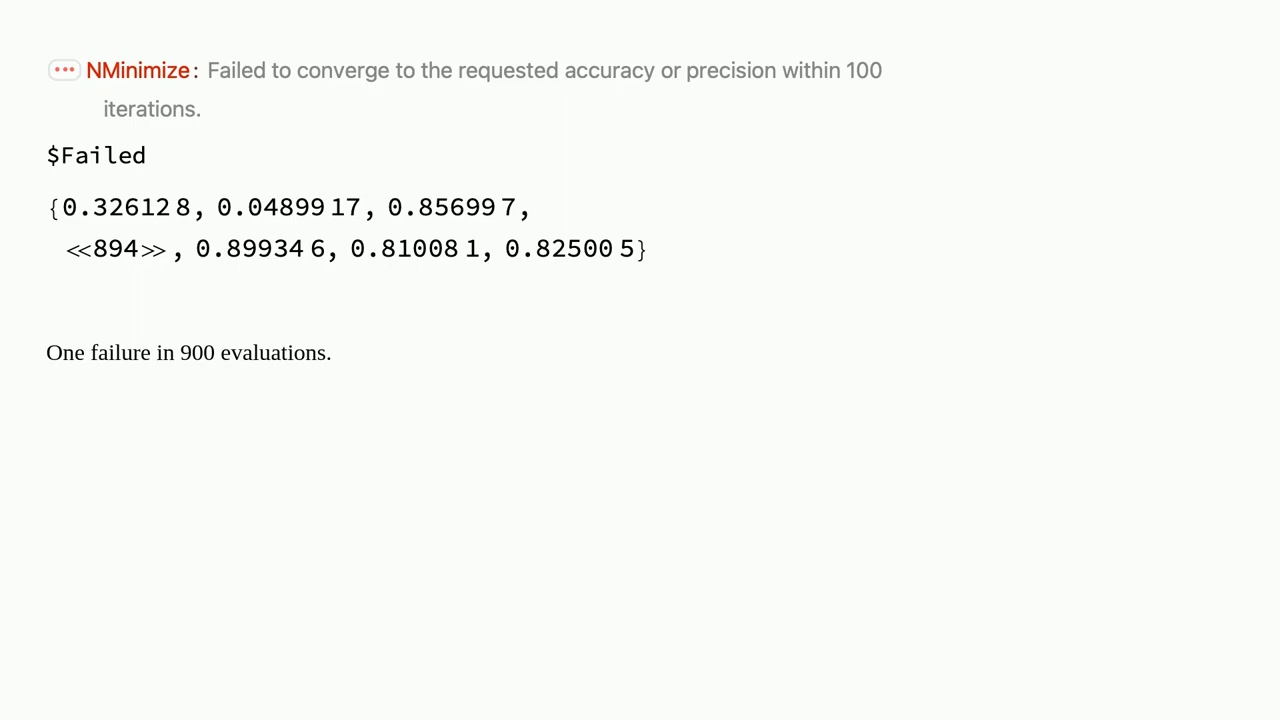 NMinimize: Failed to converge to the requested accuracy or precision within 100
iterations.
$Failed
{0.326128, 0.0489917, 0.856997,
≪894≫, 0.899346, 0.810081, 0.825005}
One failure in 900 evaluations.